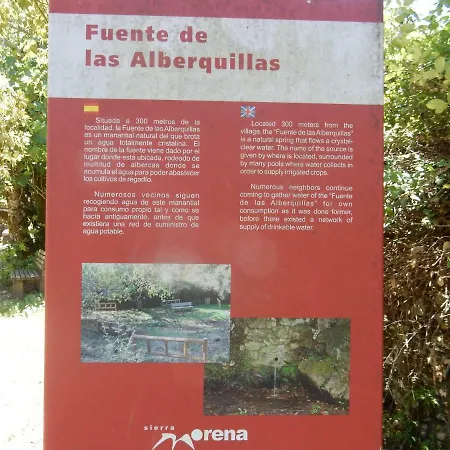 Fuente de
las Alberquillas
Situada a 300 metros de la
localidad, la Fuente de las Alberquillas
es un manantial natural del que brota
un agua totalmente cristalina. El
nombre de la fuente viene dado por el
lugar donde está ubicada, rodeado de
multitud de albercas donde se
acumula el agua para poder abastecer
los cultivos de regadío.
Numerosos vecinos siguen
recogiendo agua de este manantial
para consumo propio tal y como se
hacía antiguamente, antes de que
existiera una red de suministro de
agua potable.
Located 300 meters from the
village, the "Fuente de las Alberquillas"
is a natural spring that flows a crystal-
clear water. The name of the source is
given by where is located, surrounded
by many pools where water collects in
order to supply irrigated crops.
Numerous neighbors continue
coming to gather water of the "Fuente
de las Alberquillas" for own
consumption as it was done former,
before there existed a network of
supply of drinkable water.
sierra
Morena